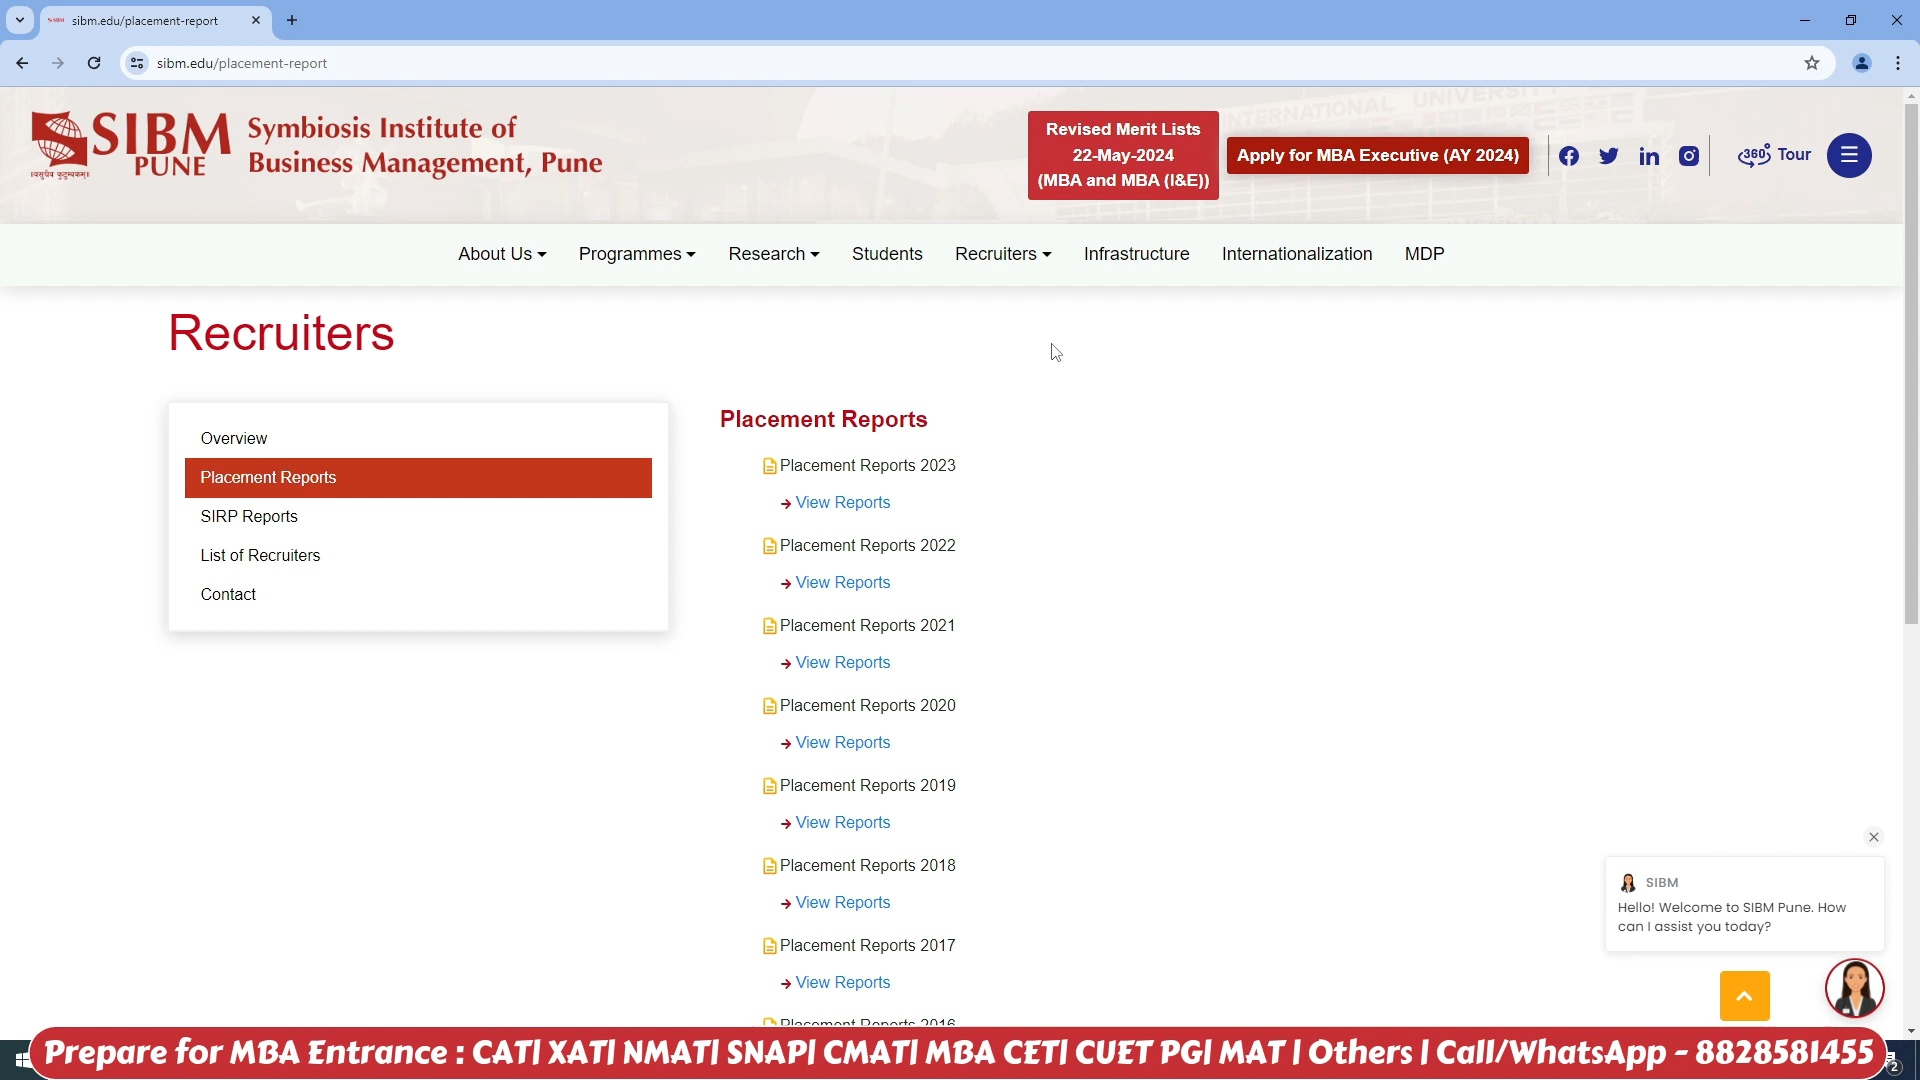 sibm.edu/placement-report
sibm.edu/placement-report
SIBM
PUNE
Symbiosis Institute of
Business Management, Pune
Revised Merit Lists
22-May-2024
(MBA and MBA (I&E))
Apply for MBA Executive (AY 2024)
360° Tour
About Us
Programmes
Research
Students
Recruiters
Infrastructure
Internationalization
MDP
Recruiters
Overview
Placement Reports
SIRP Reports
List of Recruiters
Contact
Placement Reports
Placement Reports 2023
View Reports
Placement Reports 2022
View Reports
Placement Reports 2021
View Reports
Placement Reports 2020
View Reports
Placement Reports 2019
View Reports
Placement Reports 2018
View Reports
Placement Reports 2017
View Reports
Placement Reports 2016
SIBM
Hello! Welcome to SIBM Pune. How
can I assist you today?
Prepare for MBA Entrance : CAT| XAT| NMAT| SNAP| CMAT| MBA CET| CUET PG| MAT | Others | Call/WhatsApp - 8828581455
2